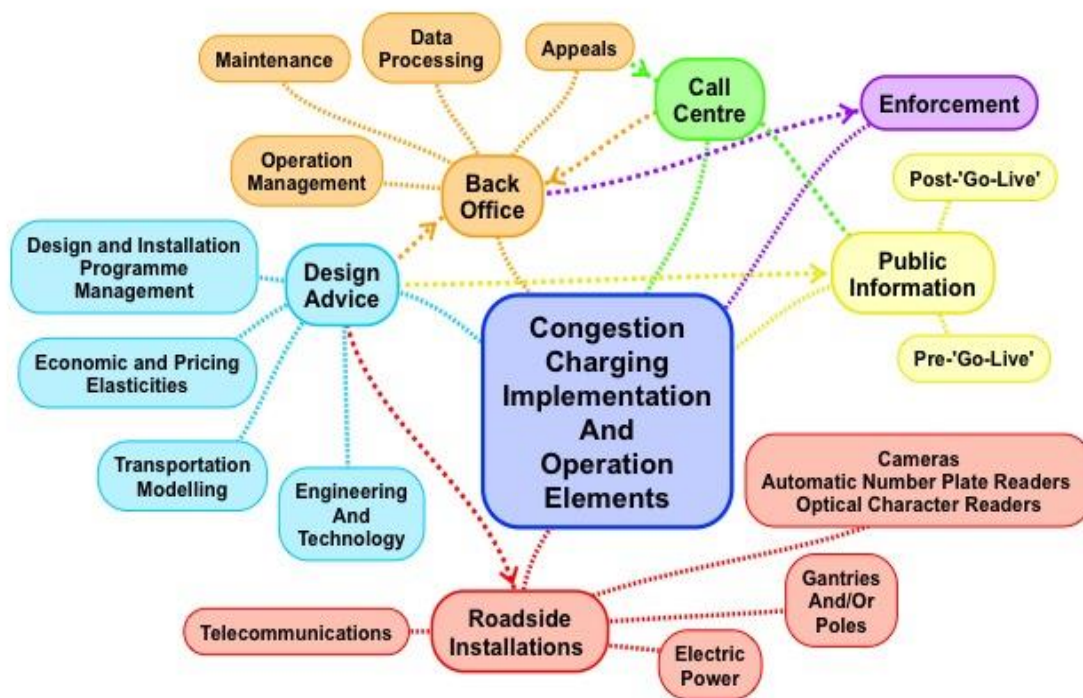 Maintenance
Data
Processing
Appeals
Call
Centre
Enforcement
Operation
Management
Back
Office
Post-'Go-Live'
Design and Installation
Programme
Management
Design
Advice
Public
Information
Economic and Pricing
Elasticities
Pre-'Go-Live'
Congestion
Charging
Implementation
And
Operation
Elements
Transportation
Modelling
Engineering
And
Technology
Cameras
Automatic Number Plate Readers
Optical Character Readers
Gantries
And/Or
Poles
Telecommunications
Roadside
Installations
Electric
Power